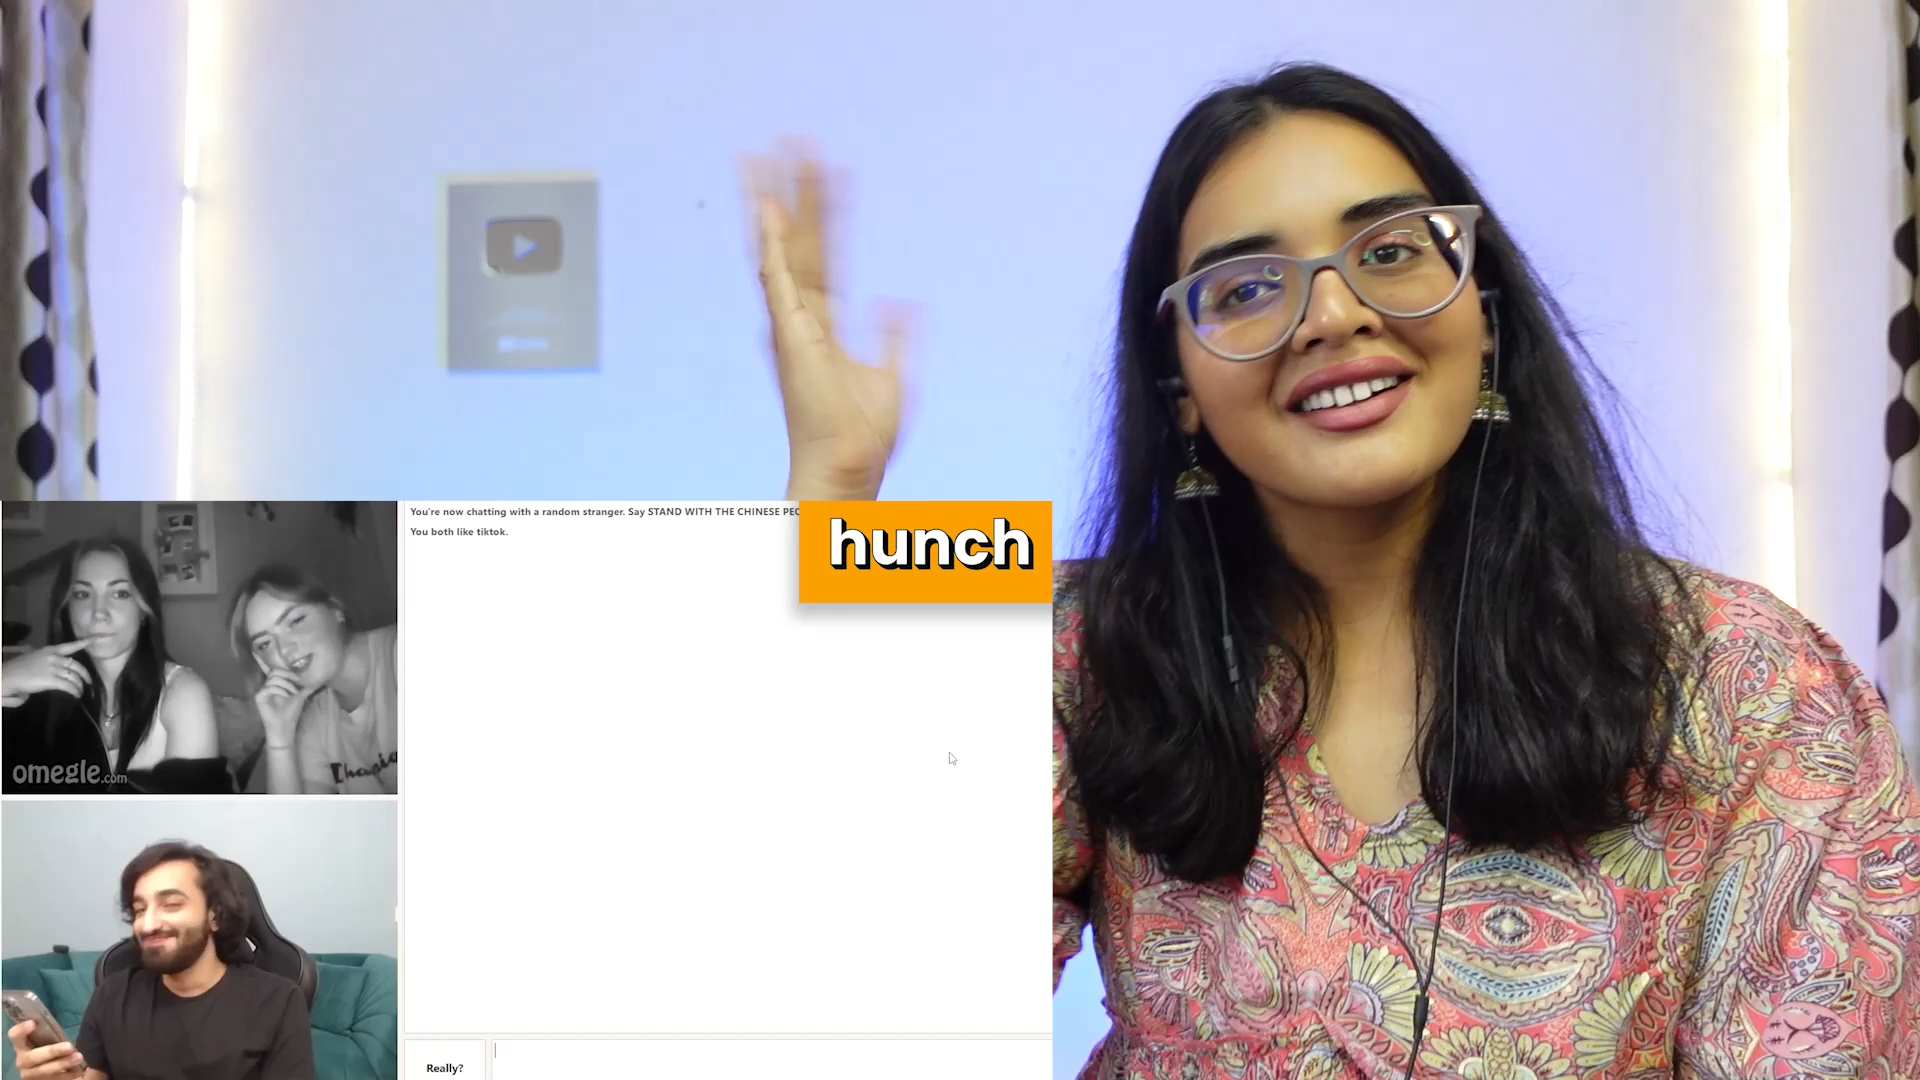 You're now chatting with a random stranger. Say STAND WITH THE CHINESE
You both like tiktok.
hunch
omegle.com
Really?